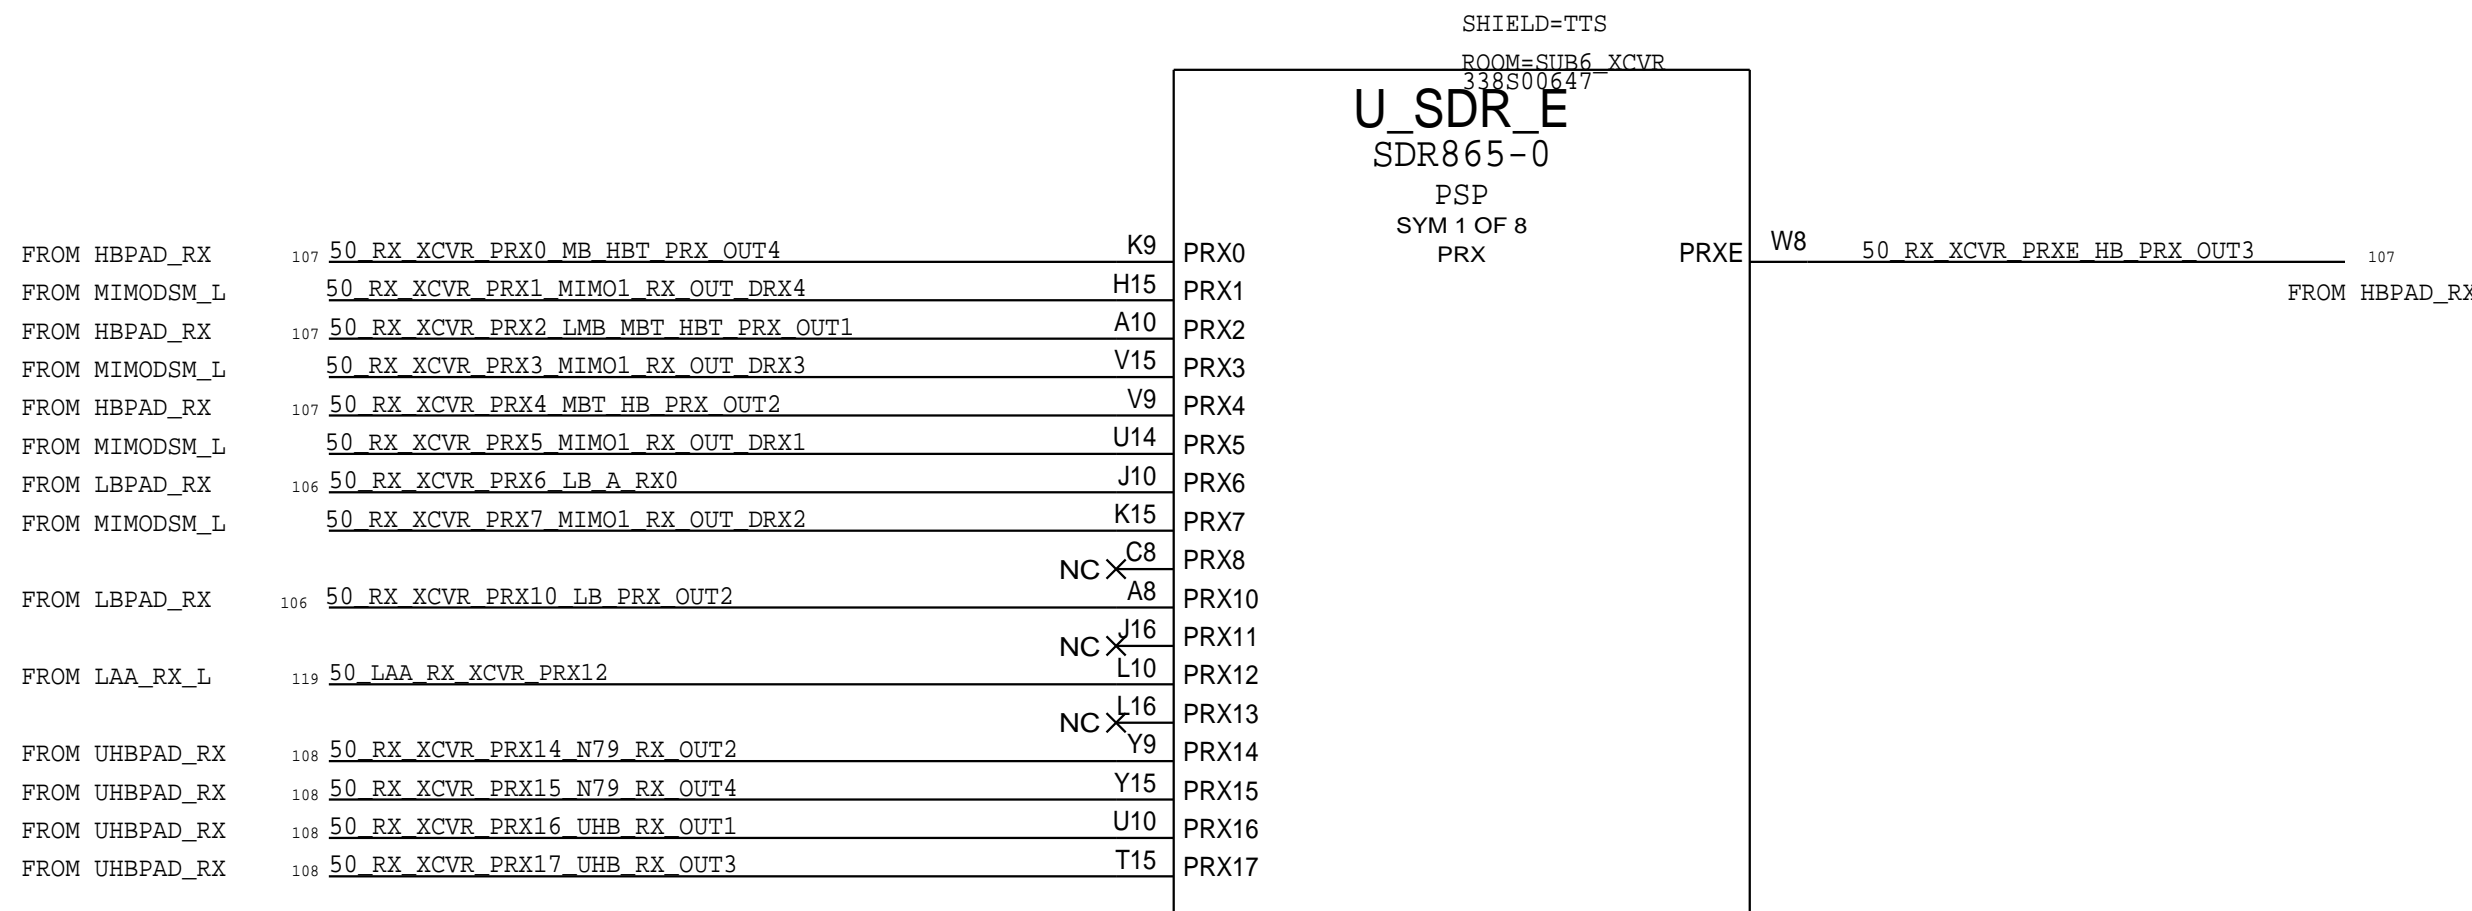 SHIELD=TTS
ROOM=SUB6_XCVR
338S00647
U_SDR_E
SDR865-0
PSP
SYM 1 OF 8
PRX
FROM HBPAD_RX 107 50_RX_XCVR_PRX0_MB_HBT_PRX_OUT4 K9 PRX0 PRXE W8 50_RX_XCVR_PRXE_HB_PRX_OUT3 107
FROM MIMODSM_L 50_RX_XCVR_PRX1_MIMO1_RX_OUT_DRX4 H15 PRX1 FROM HBPAD_RX
FROM HBPAD_RX 107 50_RX_XCVR_PRX2_LMB_MBT_HBT_PRX_OUT1 A10 PRX2
FROM MIMODSM_L 50_RX_XCVR_PRX3_MIMO1_RX_OUT_DRX3 V15 PRX3
FROM HBPAD_RX 107 50_RX_XCVR_PRX4_MBT_HB_PRX_OUT2 V9 PRX4
FROM MIMODSM_L 50_RX_XCVR_PRX5_MIMO1_RX_OUT_DRX1 U14 PRX5
FROM LBPAD_RX 106 50_RX_XCVR_PRX6_LB_A_RX0 J10 PRX6
FROM MIMODSM_L 50_RX_XCVR_PRX7_MIMO1_RX_OUT_DRX2 K15 PRX7
NC C8 PRX8
FROM LBPAD_RX 106 50_RX_XCVR_PRX10_LB_PRX_OUT2 A8 PRX10
NC J16 PRX11
FROM LAA_RX_L 119 50_LAA_RX_XCVR_PRX12 L10 PRX12
NC L16 PRX13
FROM UHBPAD_RX 108 50_RX_XCVR_PRX14_N79_RX_OUT2 Y9 PRX14
FROM UHBPAD_RX 108 50_RX_XCVR_PRX15_N79_RX_OUT4 Y15 PRX15
FROM UHBPAD_RX 108 50_RX_XCVR_PRX16_UHB_RX_OUT1 U10 PRX16
FROM UHBPAD_RX 108 50_RX_XCVR_PRX17_UHB_RX_OUT3 T15 PRX17